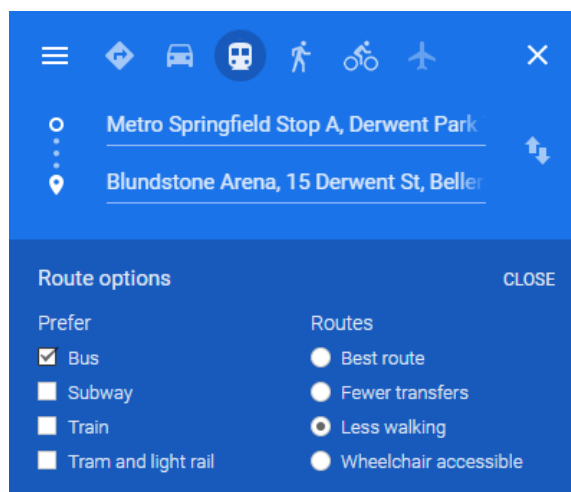 Metro Springfield Stop A, Derwent Park
Blundstone Arena, 15 Derwent St, Beller
Route options CLOSE
Prefer Routes
Bus Best route
Subway Fewer transfers
Train Less walking
Tram and light rail Wheelchair accessible